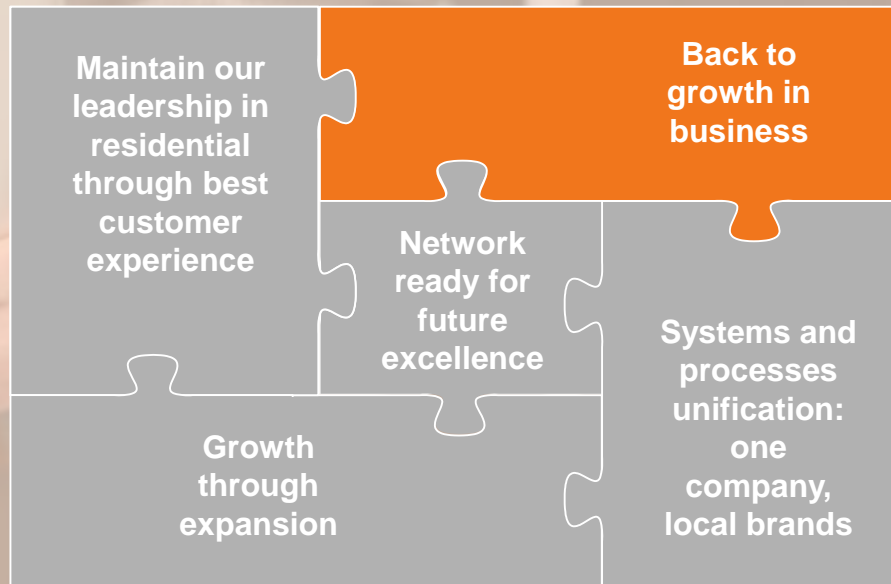 Maintain our
leadership in
residential
through best
customer
experience
Back to
growth in
business
Network
ready for
future
excellence
Systems and
processes
unification:
one
company,
local brands
Growth
through
expansion